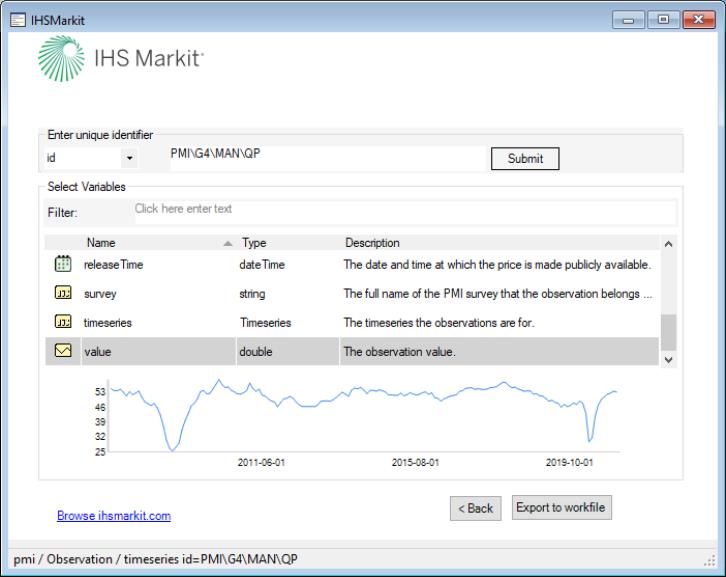 IHSMarkit
IHS Markit
Enter unique identifier
id PMI\G4\MAN\QP Submit
Select Variables
Filter: Click here enter text
Name Type Description
releaseTime dateTime The date and time at which the price is made publicly available.
survey string The full name of the PMI survey that the observation belongs ...
timeseries Timeseries The timeseries the observations are for.
value double The observation value.
53
46
39
32
25
2011-06-01 2015-08-01 2019-10-01
Browse ihsmarkit.com < Back Export to workfile
pmi / Observation / timeseries id=PMI\G4\MAN\QP